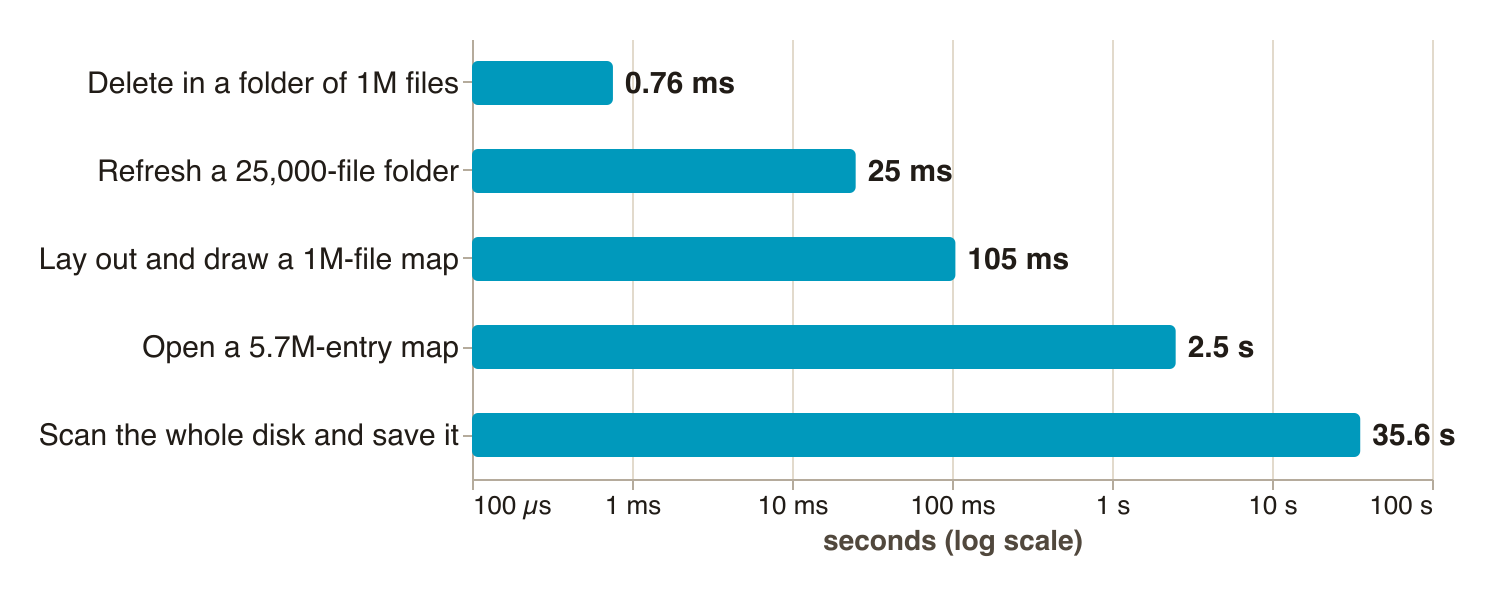 Delete in a folder of 1M files 0.76 ms
Refresh a 25,000-file folder 25 ms
Lay out and draw a 1M-file map 105 ms
Open a 5.7M-entry map 2.5 s
Scan the whole disk and save it 35.6 s
100 µs 1 ms 10 ms 100 ms 1 s 10 s 100 s
seconds (log scale)